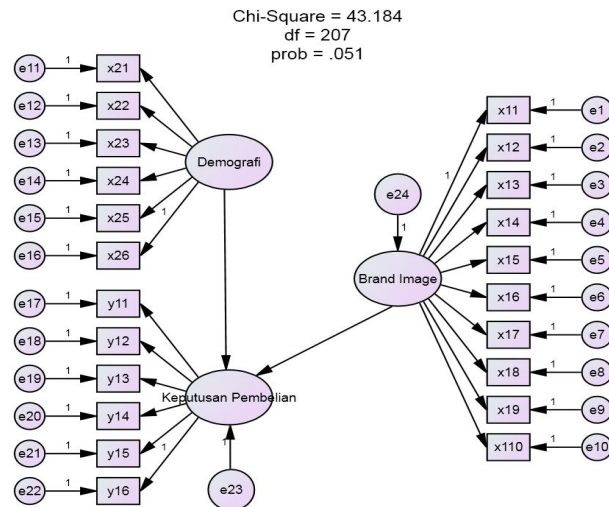 Chi-Square = 43.184
df = 207
prob = .051
e11 1 x21
e12 1 x22
e13 1 x23
e14 1 x24
e15 1 x25
e16 1 x26
1
Demografi
e17 1 y11
e18 1 y12
e19 1 y13
e20 1 y14
e21 1 y15
e22 1 y16
1
Keputusan Pembelian
1
e23
e24
1
Brand Image
1
x11 1 e1
x12 1 e2
x13 1 e3
x14 1 e4
x15 1 e5
x16 1 e6
x17 1 e7
x18 1 e8
x19 1 e9
x110 1 e10